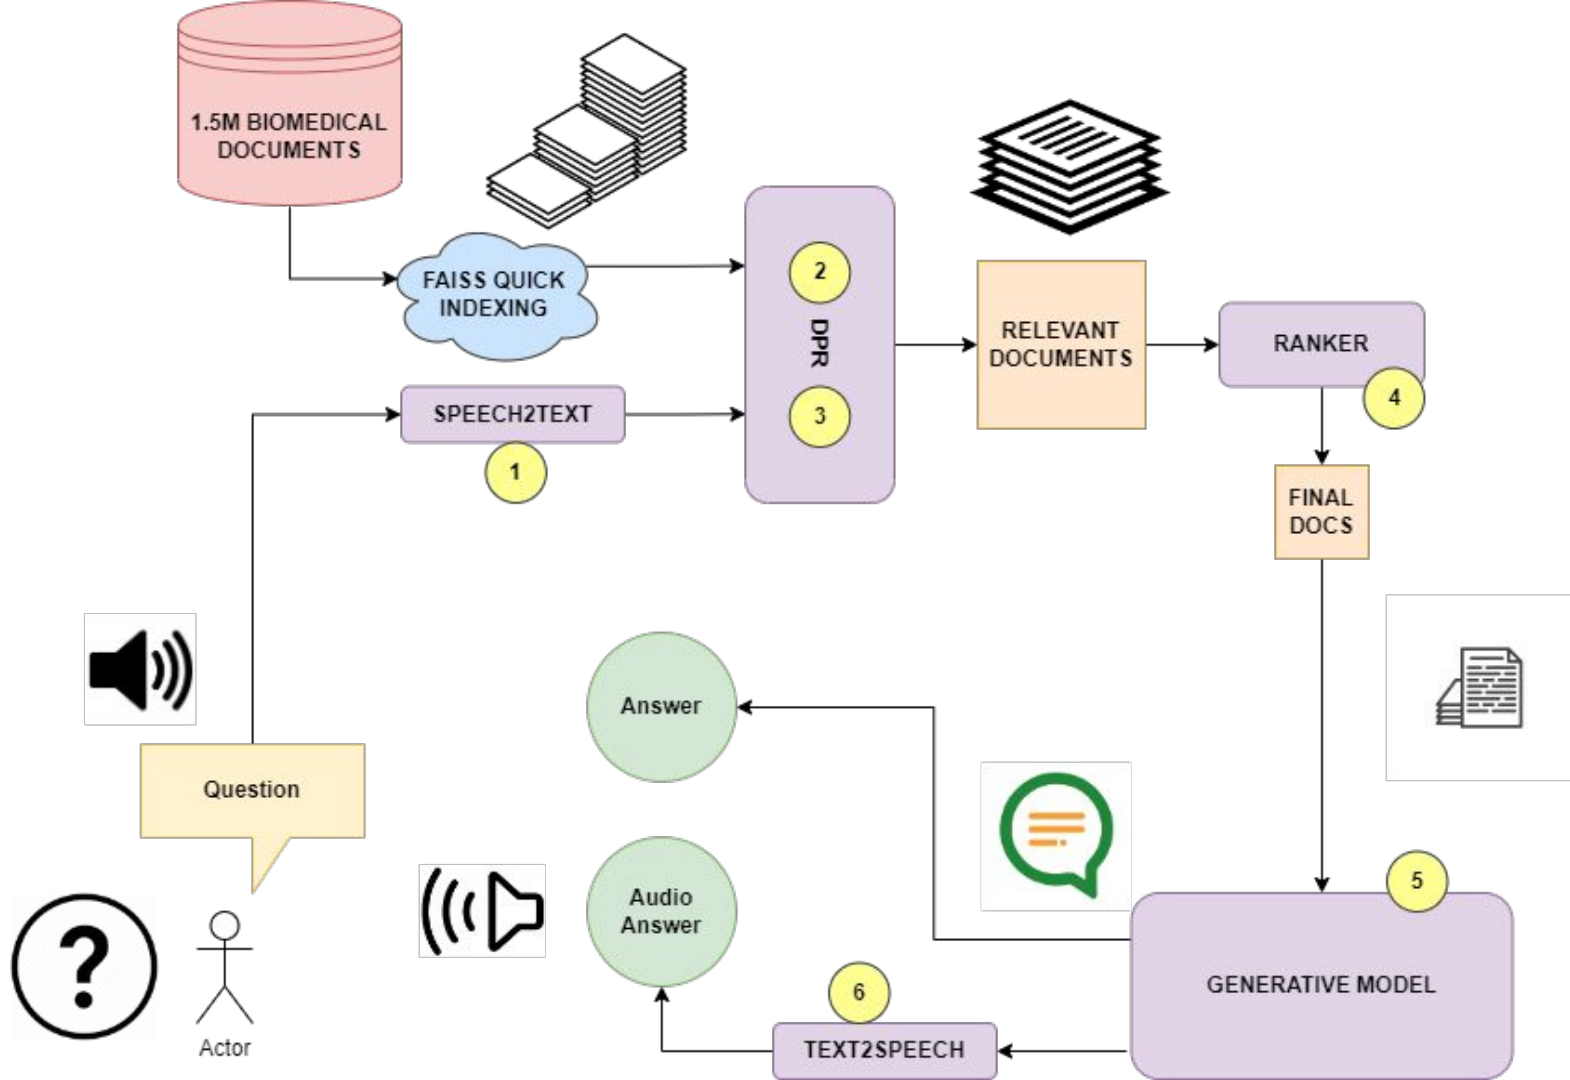 1.5M BIOMEDICAL
DOCUMENTS
FAISS QUICK
INDEXING
SPEECH2TEXT
1
2
DPR
3
RELEVANT
DOCUMENTS
RANKER
4
FINAL
DOCS
Question
?
Actor
Answer
Audio
Answer
5
GENERATIVE MODEL
6
TEXT2SPEECH